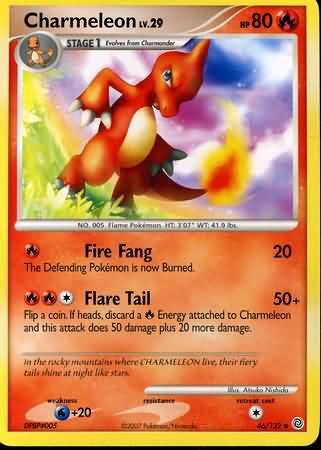 Charmeleon LV.29 HP 80
STAGE 1 Evolves from Charmander
NO. 005 Flame Pokémon HT: 3'07" WT: 41.9 lbs.
Fire Fang 20
The Defending Pokémon is now Burned.
Flare Tail 50+
Flip a coin. If heads, discard a Energy attached to Charmeleon
and this attack does 50 damage plus 20 more damage.
In the rocky mountains where CHARMELEON live, their fiery
tails shine at night like stars.
Illus. Atsuko Nishida
weakness resistance retreat cost
+20
DPBP#005 ©2007 Pokémon/Nintendo 46/132